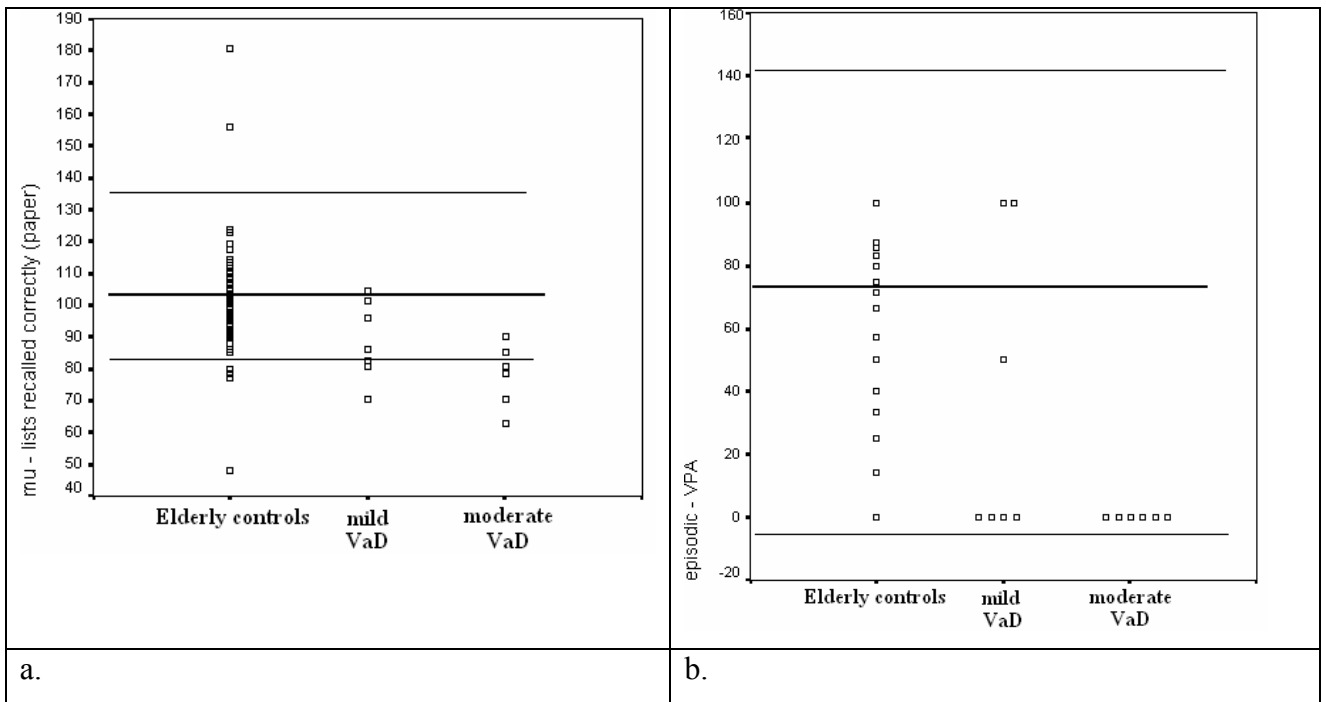 190
180
170
160
150
140
130
120
110
100
90
80
70
60
50
40
mu - lists recalled correctly (paper)
Elderly controls
mild
VaD
moderate
VaD
160
140
120
100
80
60
40
20
0
-20
episodic - VPA
Elderly controls
mild
VaD
moderate
VaD
a.
b.